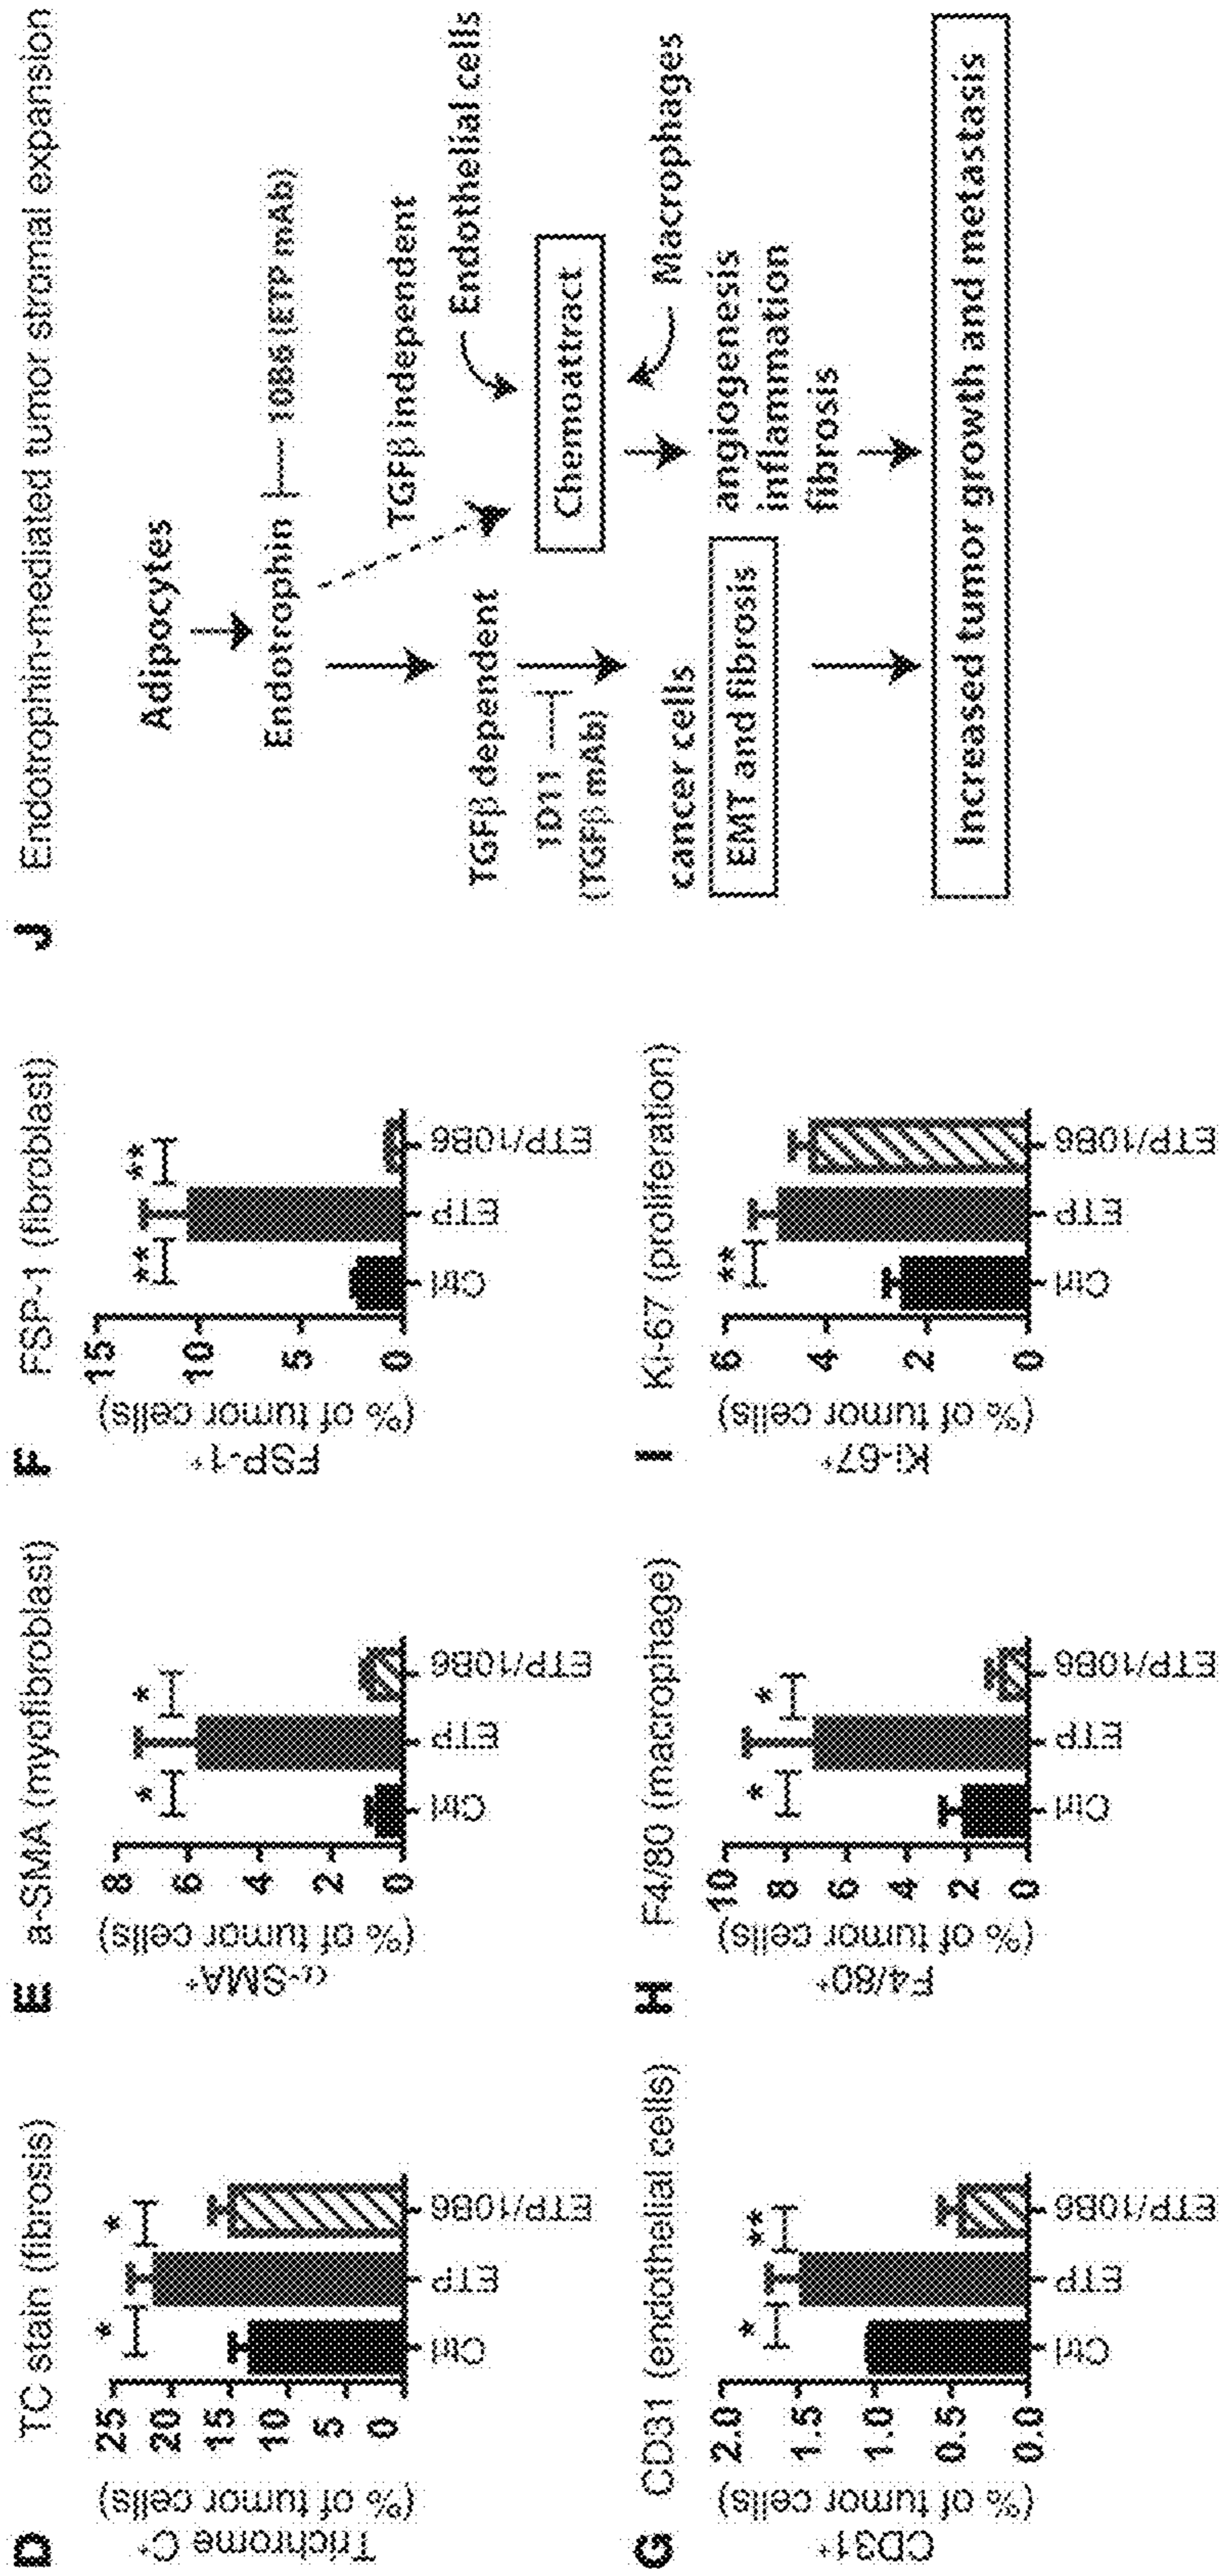 D TC stain (fibrosis)
Trichrome C⁺
(% of tumor cells)
25
20
15
10
5
0
Ctrl
ETP
ETP/10B6
*
*
E a-SMA (myofibroblast)
α-SMA⁺
(% of tumor cells)
8
6
4
2
0
Ctrl
ETP
ETP/10B6
*
*
F FSP-1 (fibroblast)
FSP-1⁺
(% of tumor cells)
15
10
5
0
Ctrl
ETP
ETP/10B6
**
**
G CD31 (endothelial cells)
CD31⁺
(% of tumor cells)
2.0
1.5
1.0
0.5
0.0
Ctrl
ETP
ETP/10B6
*
**
H F4/80 (macrophage)
F4/80⁺
(% of tumor cells)
10
8
6
4
2
0
Ctrl
ETP
ETP/10B6
*
*
I Ki-67 (proliferation)
Ki-67⁺
(% of tumor cells)
6
4
2
0
Ctrl
ETP
ETP/10B6
**
J Endotrophin-mediated tumor stromal expansion
Adipocytes
Endotrophin
10B6 (ETP mAb)
TGFβ independent
TGFβ dependent
Endothelial cells
1D11
(TGFβ mAb)
Chemoattract
Macrophages
cancer cells
EMT and fibrosis
angiogenesis
inflammation
fibrosis
Increased tumor growth and metastasis